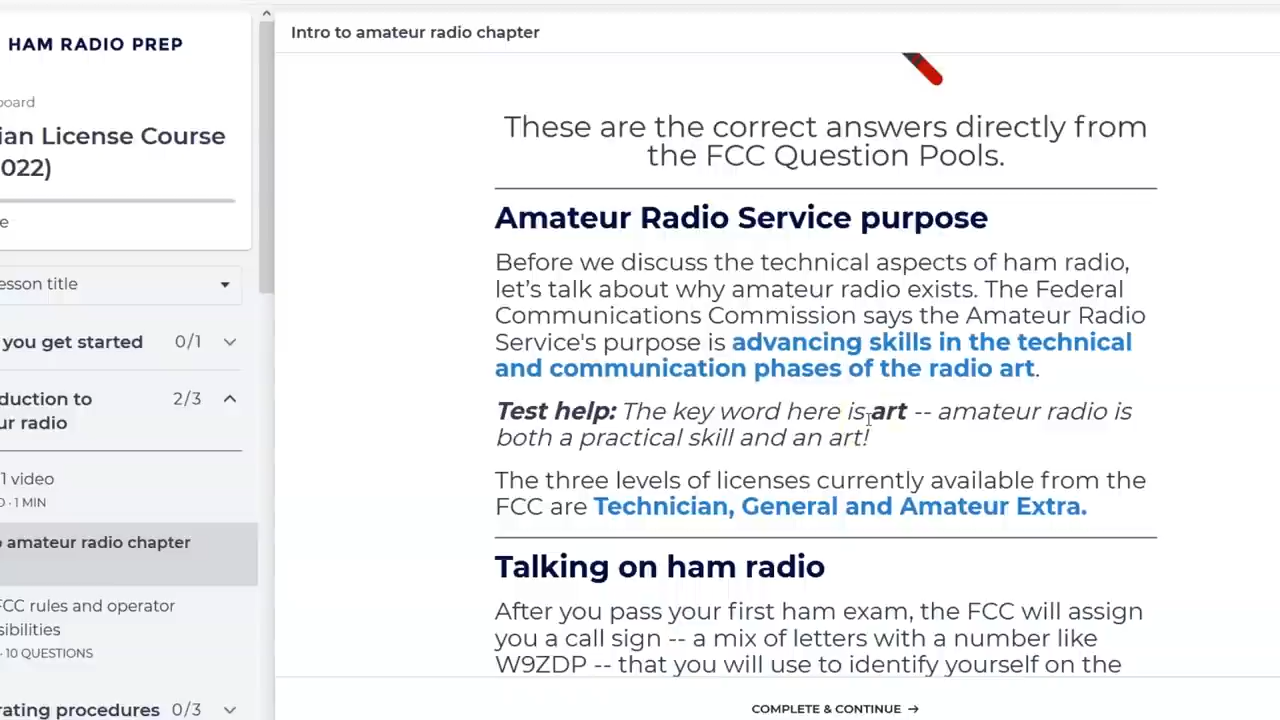 HAM RADIO PREP
board
ian License Course
022)
e
esson title
you get started 0/1
duction to
ur radio
2/3
1 video
O · 1 MIN
o amateur radio chapter
FCC rules and operator
sibilities
· 10 QUESTIONS
rating procedures 0/3
Intro to amateur radio chapter
These are the correct answers directly from
the FCC Question Pools.
Amateur Radio Service purpose
Before we discuss the technical aspects of ham radio,
let’s talk about why amateur radio exists. The Federal
Communications Commission says the Amateur Radio
Service's purpose is advancing skills in the technical
and communication phases of the radio art.
Test help: The key word here is art -- amateur radio is
both a practical skill and an art!
The three levels of licenses currently available from the
FCC are Technician, General and Amateur Extra.
Talking on ham radio
After you pass your first ham exam, the FCC will assign
you a call sign -- a mix of letters with a number like
W9ZDP -- that you will use to identify yourself on the
COMPLETE & CONTINUE →